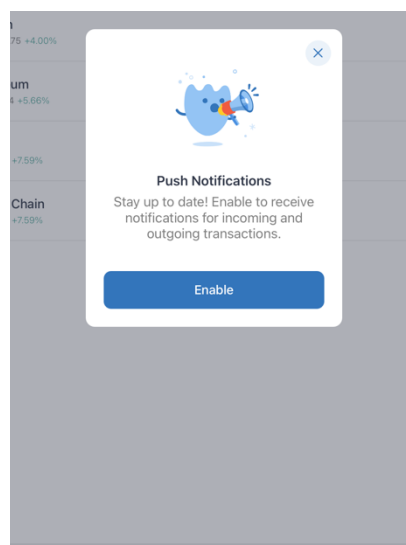 75 +4.00%
um
+5.66%
+7.59%
Chain
+7.59%
Push Notifications
Stay up to date! Enable to receive
notifications for incoming and
outgoing transactions.
Enable